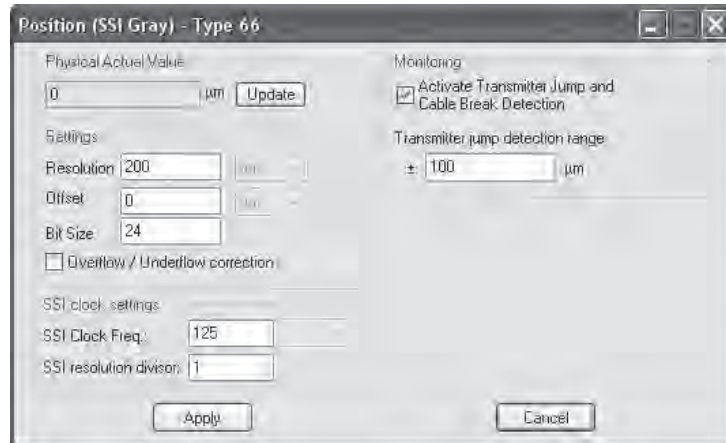 Position (SSI Gray) - Type 66
Physical Actual Value
0 µm Update
Settings
Resolution 200
Offset 0
Bit Size 24
Overflow / Underflow correction
SSI clock settings
SSI Clock Freq.: 125
SSI resolution divisor: 1
Apply
Monitoring
Activate Transmitter Jump and
Cable Break Detection
Transmitter jump detection range
± 100 µm
Cancel